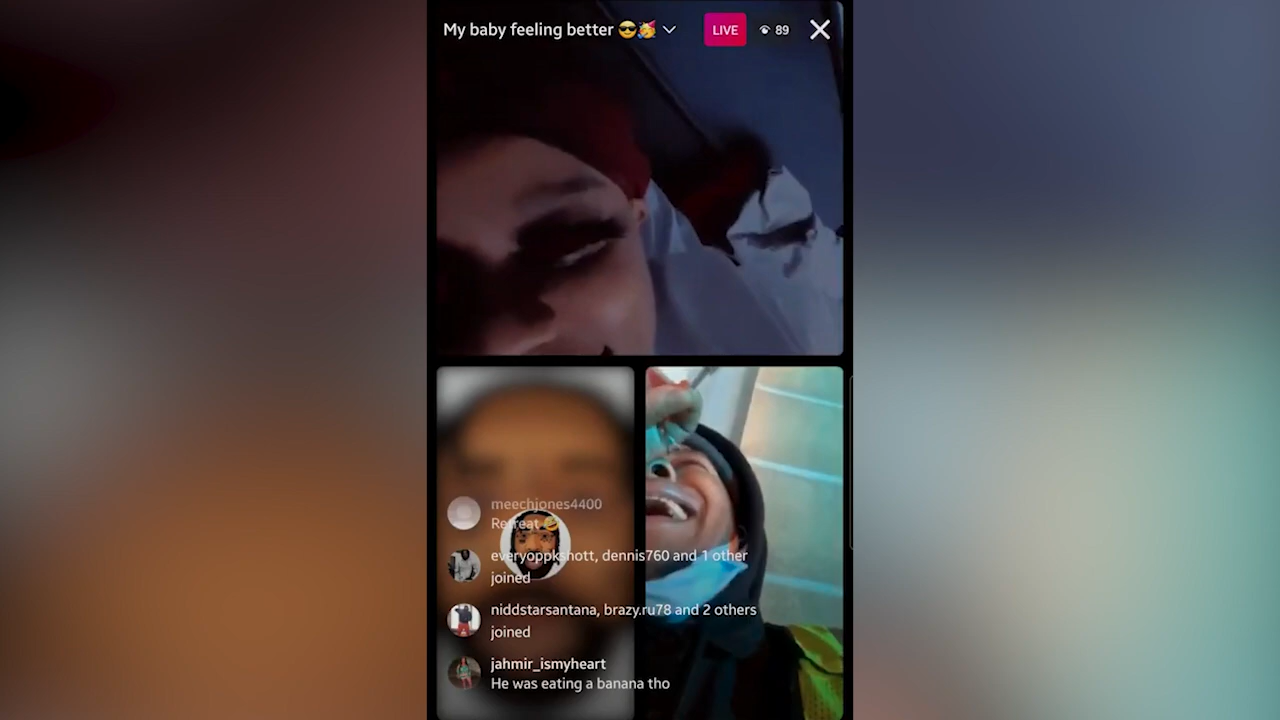 My baby feeling better 😎🥳
LIVE
89
meechjones4400
Retreat 🤣
everyoppkshott, dennis760 and 1 other
joined
niddstarsantana, brazy.ru78 and 2 others
joined
jahmir_ismyheart
He was eating a banana tho